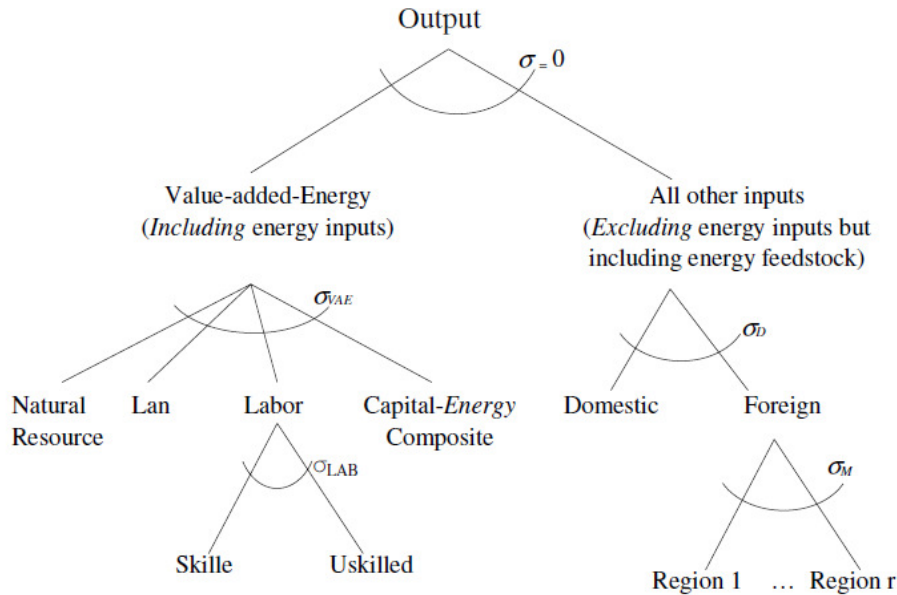 Output
σ = 0
Value-added-Energy
(Including energy inputs)
All other inputs
(Excluding energy inputs but
including energy feedstock)
σVAE
σD
Natural
Resource
Lan
Labor
Capital-Energy
Composite
Domestic
Foreign
σLAB
σM
Skille
Uskilled
Region 1 … Region r